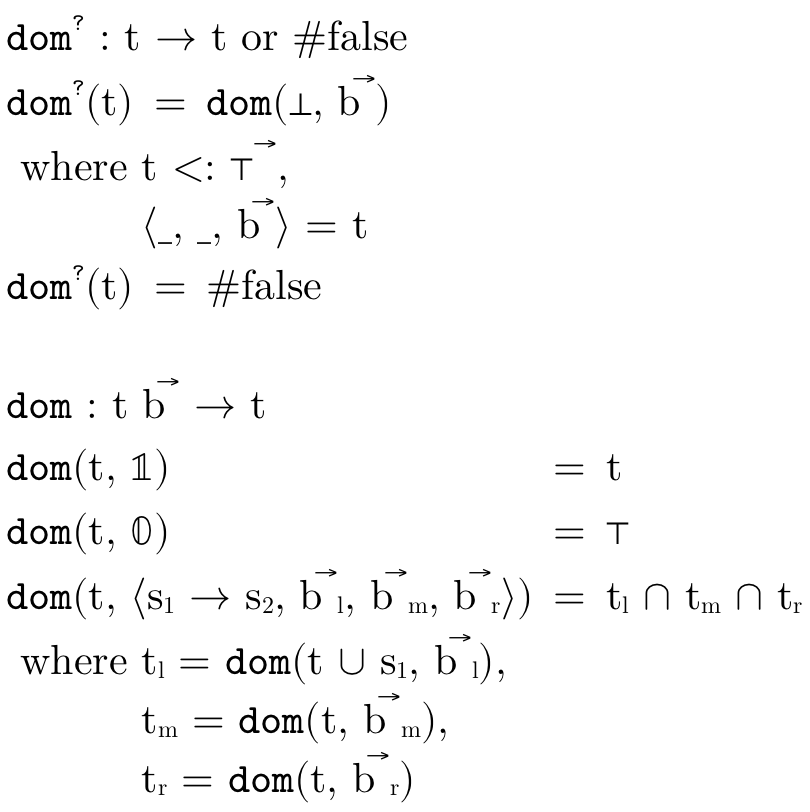 dom? : t → t or #false
dom?(t) = dom(⊥, b⃗)
where t <: ⊤⃗,
⟨_, _, b⃗⟩ = t
dom?(t) = #false
dom : t b⃗ → t
dom(t, 𝟙) = t
dom(t, 𝟘) = ⊤
dom(t, ⟨s₁ → s₂, b⃗ₗ, b⃗ₘ, b⃗ᵣ⟩) = tₗ ∩ tₘ ∩ tᵣ
where tₗ = dom(t ∪ s₁, b⃗ₗ),
tₘ = dom(t, b⃗ₘ),
tᵣ = dom(t, b⃗ᵣ)